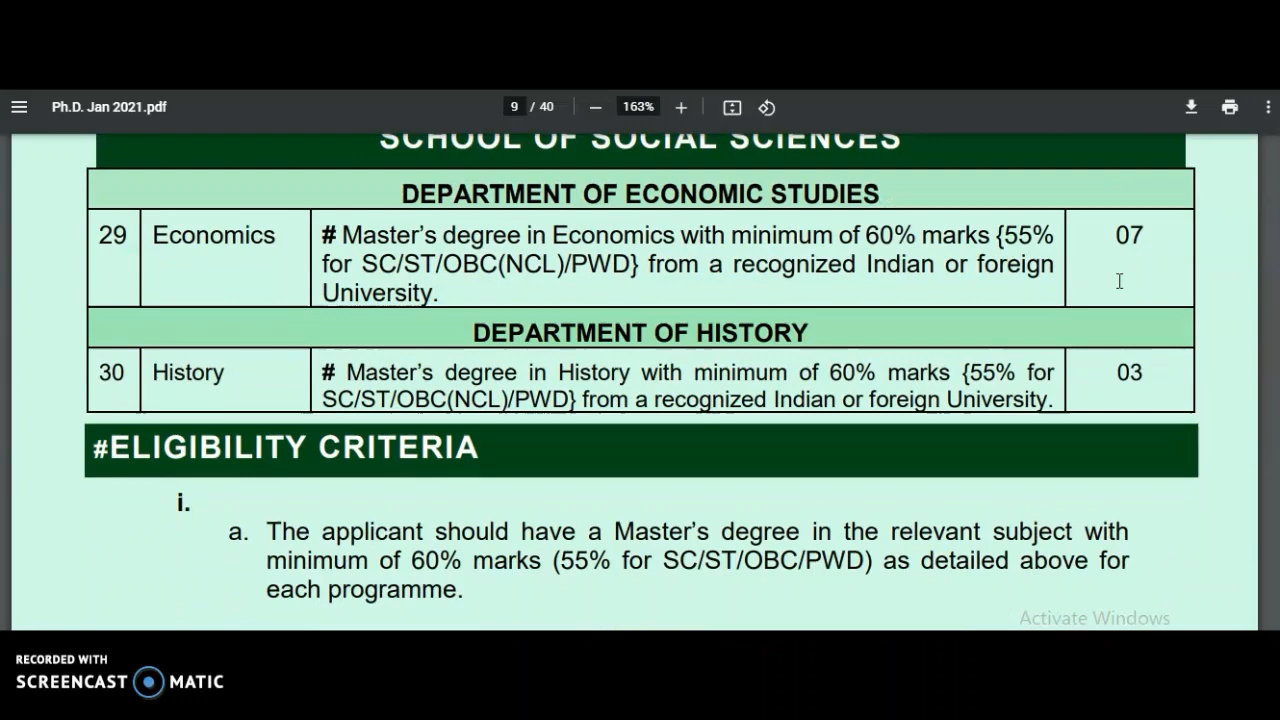 Ph.D. Jan 2021.pdf 9 / 40 163%
SCHOOL OF SOCIAL SCIENCES
DEPARTMENT OF ECONOMIC STUDIES
29 Economics # Master's degree in Economics with minimum of 60% marks {55% 07
for SC/ST/OBC(NCL)/PWD} from a recognized Indian or foreign
University.
DEPARTMENT OF HISTORY
30 History # Master's degree in History with minimum of 60% marks {55% for 03
SC/ST/OBC(NCL)/PWD} from a recognized Indian or foreign University.
#ELIGIBILITY CRITERIA
i.
a. The applicant should have a Master's degree in the relevant subject with
minimum of 60% marks (55% for SC/ST/OBC/PWD) as detailed above for
each programme.
Activate Windows
RECORDED WITH
SCREENCAST MATIC